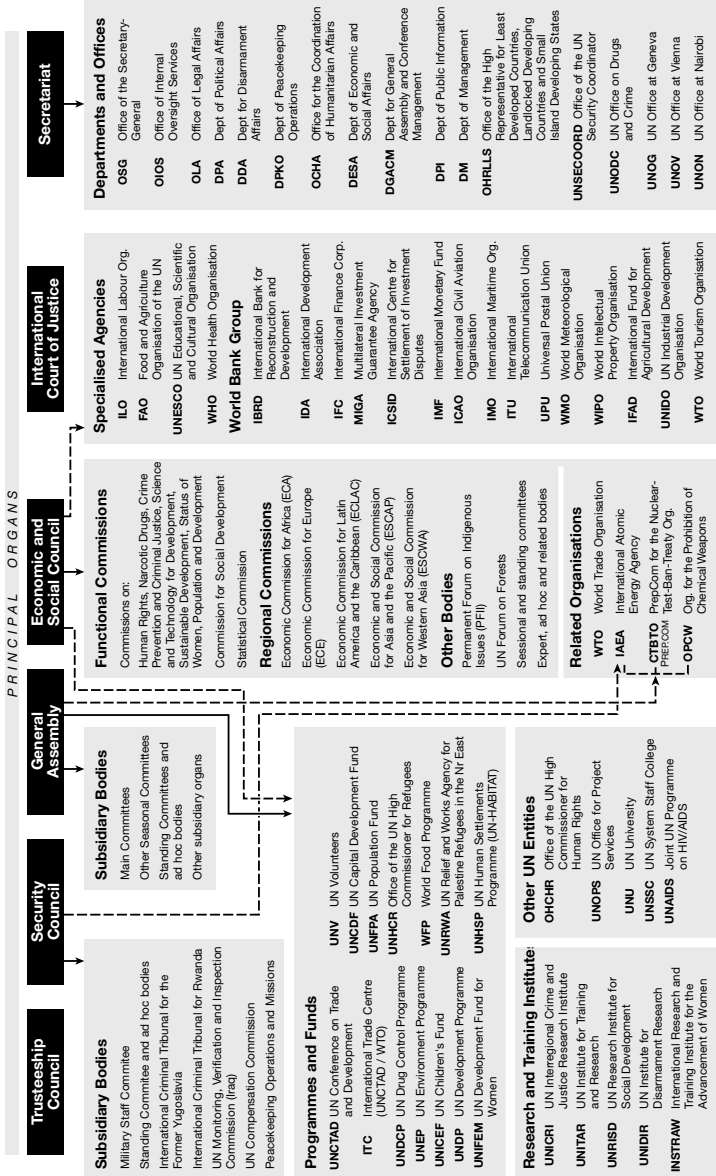 PRINCIPAL ORGANS
Trusteeship
Council
Security
Council
General
Assembly
Economic and
Social Council
International
Court of Justice
Secretariat
Subsidiary Bodies
Military Staff Commitee
Standing Commitee and ad hoc bodies
International Criminal Tribunal for the
Former Yugoslavia
International Criminal Tribunal for Rwanda
UN Monitoring, Verification and Inspection
Commission (Iraq)
UN Compensation Commission
Peacekeeping Operations and Missions
Subsidiary Bodies
Main Committees
Other Seasonal Committees
Standing Committees and
ad hoc bodies
Other subsidiary organs
Programmes and Funds
UNCTAD UN Conference on Trade
and Development
ITC International Trade Centre
(UNCTAD / WTO)
UNDCP UN Drug Control Programme
UNEP UN Environment Programme
UNICEF UN Children's Fund
UNDP UN Development Programme
UNIFEM UN Development Fund for
Women
UNV UN Volunteers
UNCDF UN Capital Development Fund
UNFPA UN Population Fund
UNHCR Office of the UN High
Commissioner for Refugees
WFP World Food Programme
UNRWA UN Relief and Works Agency for
Palestine Refugees in the Nr East
UNHSP UN Human Settlements
Programme (UN-HABITAT)
Research and Training Institutes
UNICRI UN Interregional Crime and
Justice Research Institute
UNITAR UN Institute for Training
and Research
UNRISD UN Research Institute for
Social Development
UNIDIR UN Institute for
Disarmament Research
INSTRAW International Research and
Training Institute for the
Advancement of Women
Other UN Entities
OHCHR Office of the UN High
Commissioner for
Human Rights
UNOPS UN Office for Project
Services
UNU UN University
UNSSC UN System Staff College
UNAIDS Joint UN Programme
on HIV/AIDS
Functional Commissions
Commissions on:
Human Rights, Narcotic Drugs, Crime
Prevention and Criminal Justice, Science
and Technology for Development,
Sustainable Development, Status of
Women, Population and Development
Commission for Social Development
Statistical Commission
Regional Commissions
Economic Commission for Africa (ECA)
Economic Commission for Europe
(ECE)
Economic Commission for Latin
America and the Caribbean (ECLAC)
Economic and Social Commission
for Asia and the Pacific (ESCAP)
Economic and Social Commission
for Western Asia (ESCWA)
Other Bodies
Permanent Forum on Indigenous
Issues (PFII)
UN Forum on Forests
Sessional and standing committees
Expert, ad hoc and related bodies
Related Organisations
WTO World Trade Organisation
IAEA International Atomic
Energy Agency
CTBTO PrepCom for the Nuclear-
PREP.COM Test-Ban-Treaty Org.
OPCW Org. for the Prohibition of
Chemical Weapons
Specialised Agencies
ILO International Labour Org.
FAO Food and Agriculture
Organisation of the UN
UNESCO UN Educational, Scientific
and Cultural Organisation
WHO World Health Organisation
World Bank Group
IBRD International Bank for
Reconstruction and
Development
IDA International Development
Association
IFC International Finance Corp.
MIGA Multilateral Investment
Guarantee Agency
ICSID International Centre for
Settlement of Investment
Disputes
IMF International Monetary Fund
ICAO International Civil Aviation
Organisation
IMO International Maritime Org.
ITU International
Telecommunication Union
UPU Universal Postal Union
WMO World Meteorological
Organisation
WIPO World Intellectual
Property Organisation
IFAD International Fund for
Agricultural Development
UNIDO UN Industrial Development
Organisation
WTO World Tourism Organisation
Departments and Offices
OSG Office of the Secretary-
General
OIOS Office of Internal
Oversight Services
OLA Office of Legal Affairs
DPA Dept of Political Affairs
DDA Dept for Disarmament
Affairs
DPKO Dept of Peacekeeping
Operations
OCHA Office for the Coordination
of Humanitarian Affairs
DESA Dept of Economic and
Social Affairs
DGACM Dept for General
Assembly and Conference
Management
DPI Dept of Public Information
DM Dept of Management
OHRLLS Office of the High
Representative for Least
Developed Countries,
Landlocked Developing
Countries and Small
Island Developing States
UNSECOORD Office of the UN
Security Coordinator
UNODC UN Office on Drugs
and Crime
UNOG UN Office at Geneva
UNOV UN Office at Vienna
UNON UN Office at Nairobi